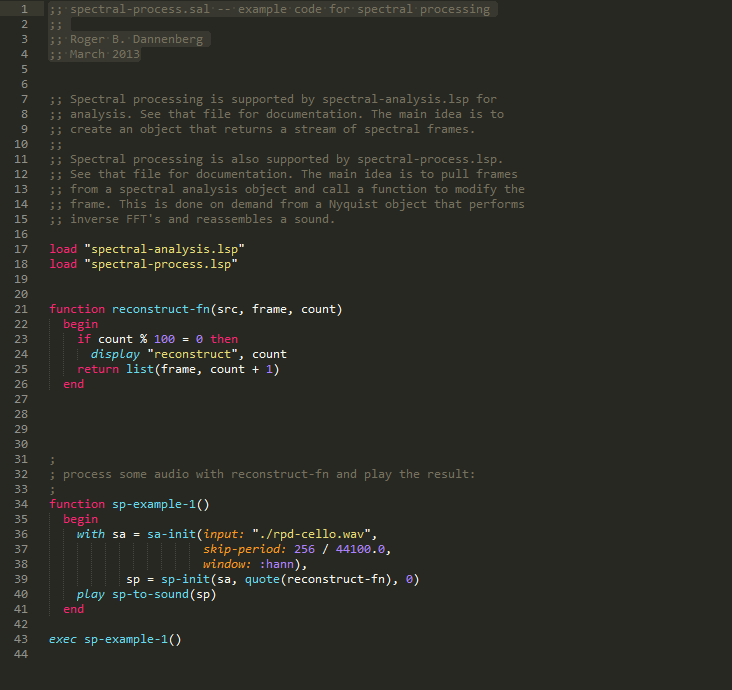 1 ;; spectral-process.sal -- example code for spectral processing
2 ;;
3 ;; Roger B. Dannenberg
4 ;; March 2013
5
6
7 ;; Spectral processing is supported by spectral-analysis.lsp for
8 ;; analysis. See that file for documentation. The main idea is to
9 ;; create an object that returns a stream of spectral frames.
10 ;;
11 ;; Spectral processing is also supported by spectral-process.lsp.
12 ;; See that file for documentation. The main idea is to pull frames
13 ;; from a spectral analysis object and call a function to modify the
14 ;; frame. This is done on demand from a Nyquist object that performs
15 ;; inverse FFT's and reassembles a sound.
16
17 load "spectral-analysis.lsp"
18 load "spectral-process.lsp"
19
20
21 function reconstruct-fn(src, frame, count)
22   begin
23     if count % 100 = 0 then
24       display "reconstruct", count
25     return list(frame, count + 1)
26   end
27
28
29
30
31 ;
32 ; process some audio with reconstruct-fn and play the result:
33 ;
34 function sp-example-1()
35   begin
36     with sa = sa-init(input: "./rpd-cello.wav",
37                       skip-period: 256 / 44100.0,
38                       window: :hann),
39            sp = sp-init(sa, quote(reconstruct-fn), 0)
40     play sp-to-sound(sp)
41   end
42
43 exec sp-example-1()
44